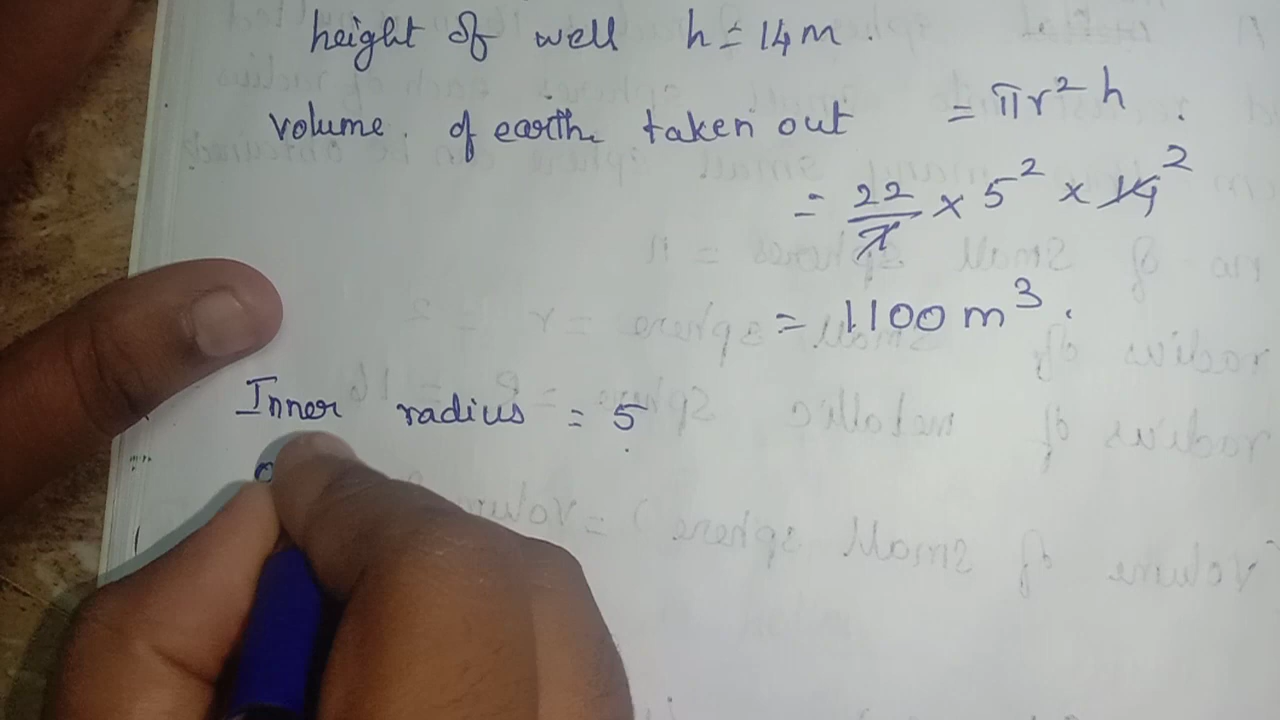 height of well h = 14m.
volume. of earth taken out = πr² h.
= 22/7 × 5² × 14 2
= 1100 m³.
Inner radius = 5
o